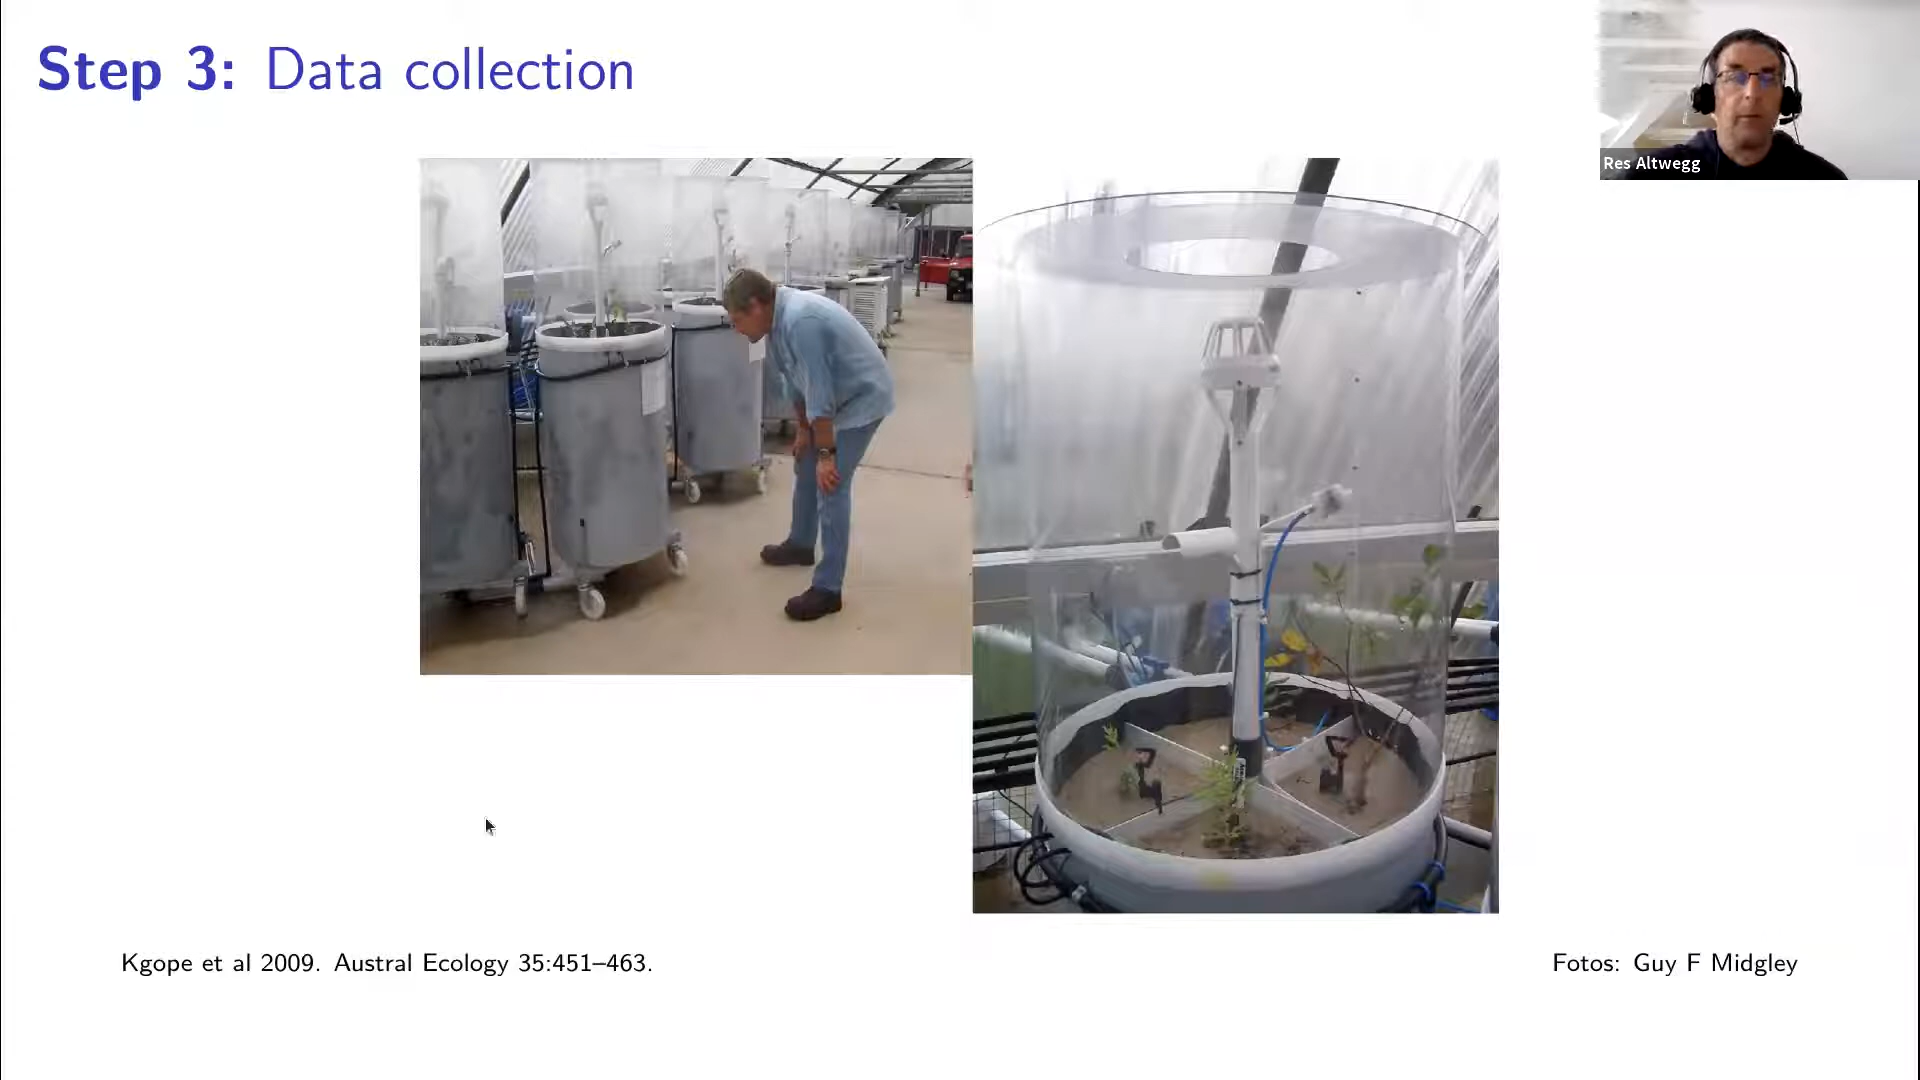 Step 3: Data collection
Res Altwegg
Kgope et al 2009. Austral Ecology 35:451–463.
Fotos: Guy F Midgley